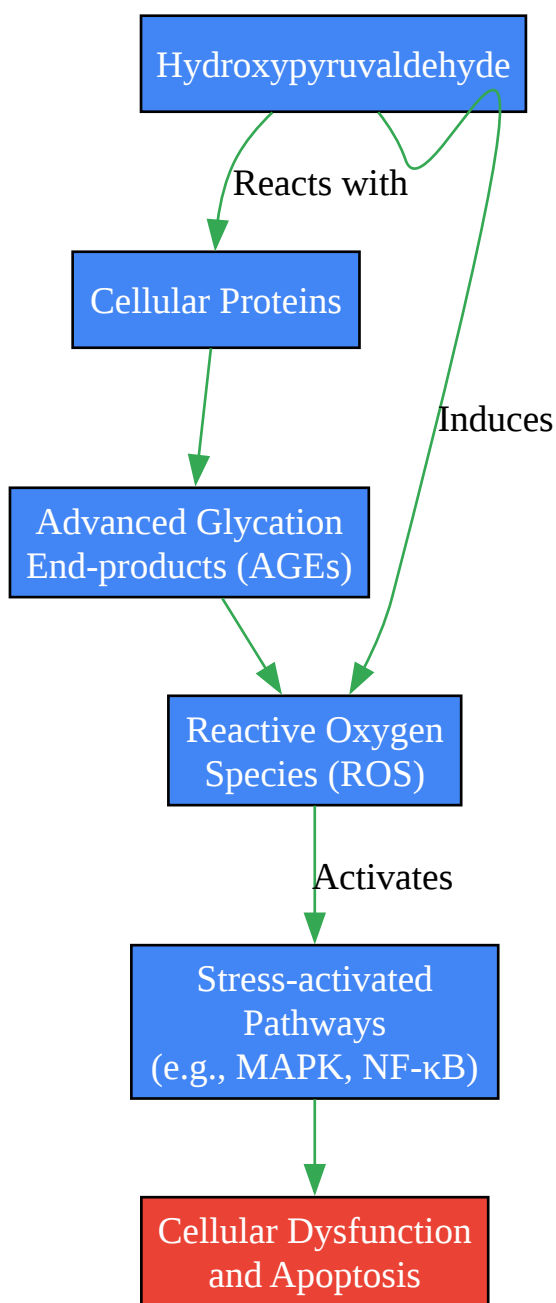 Hydroxypyruvaldehyde
Reacts with
Cellular Proteins
Induces
Advanced Glycation
End-products (AGEs)
Reactive Oxygen
Species (ROS)
Activates
Stress-activated
Pathways
(e.g., MAPK, NF-κB)
Cellular Dysfunction
and Apoptosis